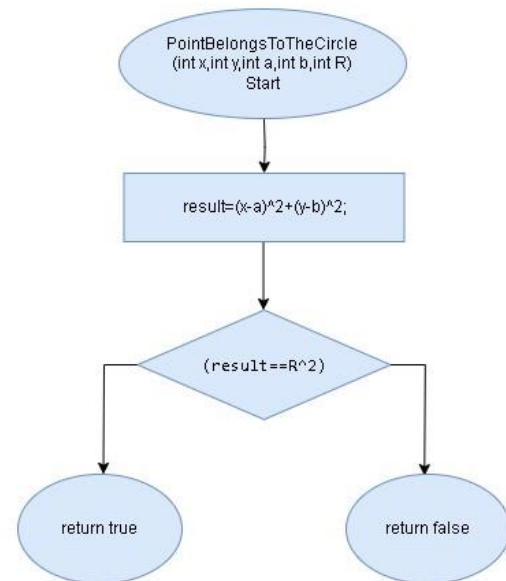 PointBelongsToTheCircle
(int x,int y,int a,int b,int R)
Start
result=(x-a)^2+(y-b)^2;
(result==R^2)
return true
return false